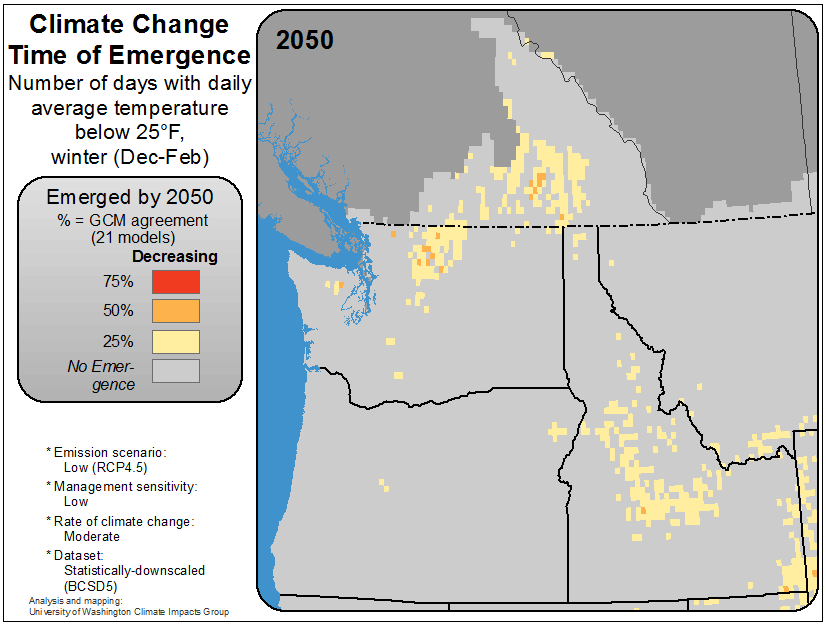 Climate Change
Time of Emergence
Number of days with daily
average temperature
below 25°F,
winter (Dec-Feb)
Emerged by 2050
% = GCM agreement
(21 models)
Decreasing
75%
50%
25%
No Emer-
gence
* Emission scenario:
Low (RCP4.5)
* Management sensitivity:
Low
* Rate of climate change:
Moderate
* Dataset:
Statistically-downscaled
(BCSD5)
Analysis and mapping:
University of Washington Climate Impacts Group
2050